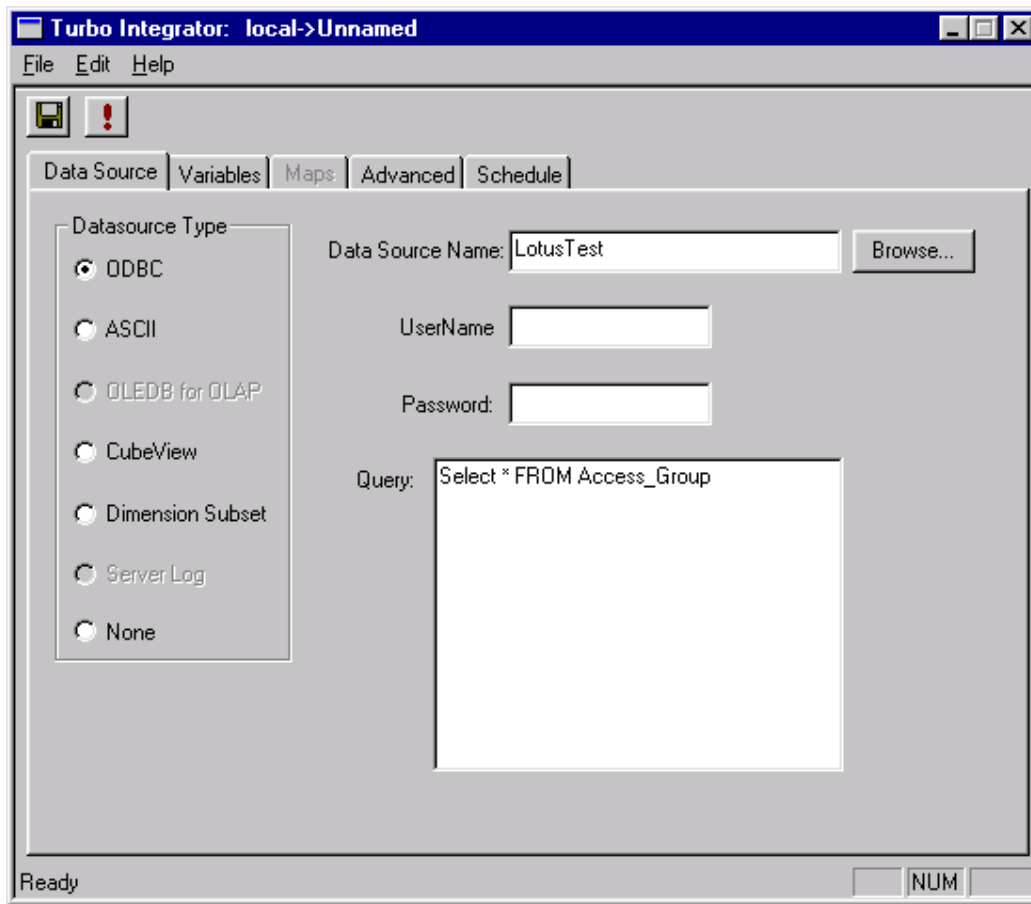 Turbo Integrator: local->Unnamed
File Edit Help
Data Source Variables Maps Advanced Schedule
Datasource Type
ODBC
ASCII
OLEDB for OLAP
CubeView
Dimension Subset
Server Log
None
Data Source Name: LotusTest Browse...
UserName
Password:
Query: Select * FROM Access_Group
Ready NUM